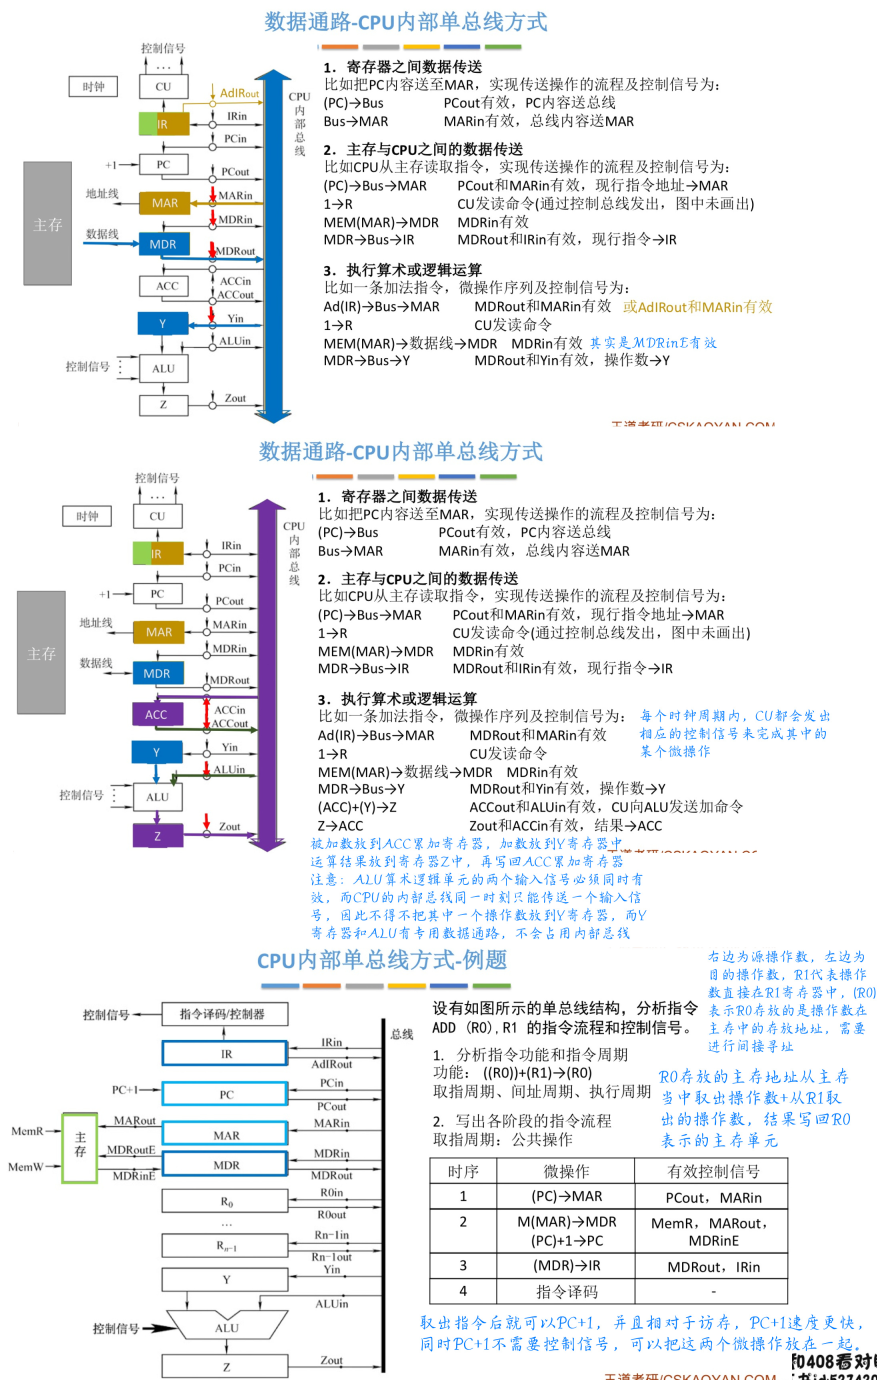 数据通路-CPU内部单总线方式
控制信号
...
时钟
CU
AdIRout
IR
IRin
PCin
+1
PC
PCout
地址线
MAR
MARin
MDRin
主存
数据线
MDR
MDRout
ACC
ACCin
ACCout
Y
Yin
ALUin
控制信号
ALU
Z
Zout
CPU
内
部
总
线
1. 寄存器之间数据传送
比如把PC内容送至MAR，实现传送操作的流程及控制信号为：
(PC)→Bus PCout有效，PC内容送总线
Bus→MAR MARin有效，总线内容送MAR
2. 主存与CPU之间的数据传送
比如CPU从主存读取指令，实现传送操作的流程及控制信号为：
(PC)→Bus→MAR PCout和MARin有效，现行指令地址→MAR
1→R CU发读命令(通过控制总线发出，图中未画出)
MEM(MAR)→MDR MDRin有效
MDR→Bus→IR MDRout和IRin有效，现行指令→IR
3. 执行算术或逻辑运算
比如一条加法指令，微操作序列及控制信号为：
Ad(IR)→Bus→MAR MDRout和MARin有效 或AdIRout和MARin有效
1→R CU发读命令
MEM(MAR)→数据线→MDR MDRin有效 其实是MDRinE有效
MDR→Bus→Y MDRout和Yin有效，操作数→Y
王道考研/CSKAOYAN.COM
数据通路-CPU内部单总线方式
控制信号
...
时钟
CU
IR
IRin
PCin
+1
PC
PCout
地址线
MAR
MARin
MDRin
主存
数据线
MDR
MDRout
ACC
ACCin
ACCout
Y
Yin
ALUin
控制信号
ALU
Z
Zout
CPU
内
部
总
线
1. 寄存器之间数据传送
比如把PC内容送至MAR，实现传送操作的流程及控制信号为：
(PC)→Bus PCout有效，PC内容送总线
Bus→MAR MARin有效，总线内容送MAR
2. 主存与CPU之间的数据传送
比如CPU从主存读取指令，实现传送操作的流程及控制信号为：
(PC)→Bus→MAR PCout和MARin有效，现行指令地址→MAR
1→R CU发读命令(通过控制总线发出，图中未画出)
MEM(MAR)→MDR MDRin有效
MDR→Bus→IR MDRout和IRin有效，现行指令→IR
3. 执行算术或逻辑运算
比如一条加法指令，微操作序列及控制信号为：
Ad(IR)→Bus→MAR MDRout和MARin有效
1→R CU发读命令
MEM(MAR)→数据线→MDR MDRin有效
MDR→Bus→Y MDRout和Yin有效，操作数→Y
(ACC)+(Y)→Z ACCout和ALUin有效，CU向ALU发送加命令
Z→ACC Zout和ACCin有效，结果→ACC
每个时钟周期内，CU都会发出
相应的控制信号来完成其中的
某个微操作
被加数放到ACC累加寄存器，加数放到Y寄存器中
运算结果放到寄存器Z中，再写回ACC累加寄存器
注意：ALU算术逻辑单元的两个输入信号必须同时有
效，而CPU的内部总线同一时刻只能传送一个输入信
号，因此不得不把其中一个操作数放到Y寄存器，而Y
寄存器和ALU有专用数据通路，不会占用内部总线
CPU内部单总线方式-例题
控制信号
指令译码/控制器
总线
IR
IRin
AdIRout
PC+1
PC
PCin
PCout
MARout
MAR
MARin
MemR
主
存
MDRoutE
MDR
MDRin
MemW
MDRinE
MDRout
R0
R0in
R0out
...
Rn-1
Rn-1in
Rn-1out
Y
Yin
ALUin
控制信号
ALU
Z
Zout
设有如图所示的单总线结构，分析指令
ADD (R0),R1 的指令流程和控制信号。
1. 分析指令功能和指令周期
功能：((R0))+(R1)→(R0)
取指周期、间址周期、执行周期
2. 写出各阶段的指令流程
取指周期：公共操作
右边为源操作数，左边为
目的操作数，R1代表操作
数直接在R1寄存器中，(R0)
表示R0存放的是操作数在
主存中的存放地址，需要
进行间接寻址
R0存放的主存地址从主存
当中取出操作数+从R1取
出的操作数，结果写回R0
表示的主存单元
时序 微操作 有效控制信号
1 (PC)→MAR PCout，MARin
2 M(MAR)→MDR MemR，MARout，
(PC)+1→PC MDRinE
3 (MDR)→IR MDRout，IRin
4 指令译码 -
取出指令后就可以PC+1，并且相对于访存，PC+1速度更快，
同时PC+1不需要控制信号，可以把这两个微操作放在一起。
王道考研/CSKAOYAN.COM